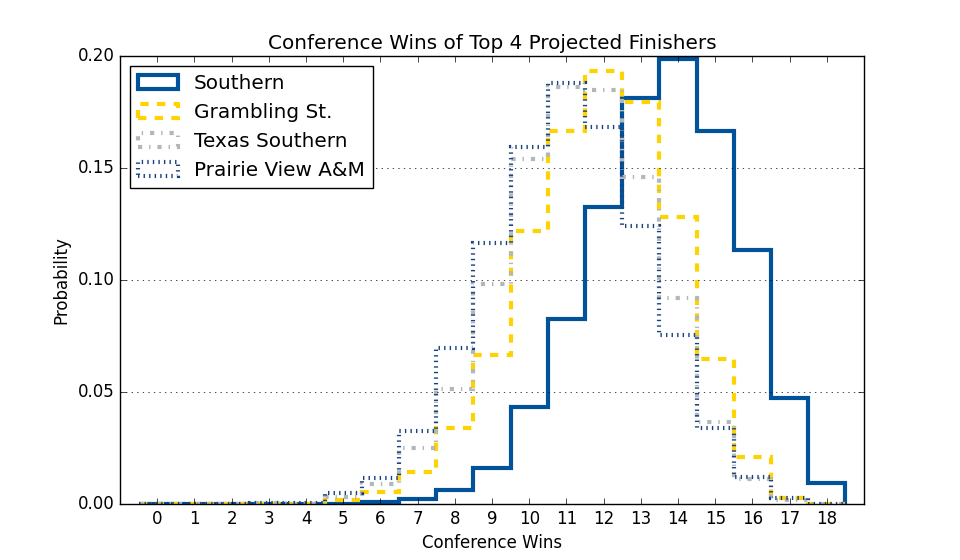 Conference Wins of Top 4 Projected Finishers
Southern
Grambling St.
Texas Southern
Prairie View A&M
0.20
0.15
0.10
0.05
0.00
Probability
0 1 2 3 4 5 6 7 8 9 10 11 12 13 14 15 16 17 18
Conference Wins